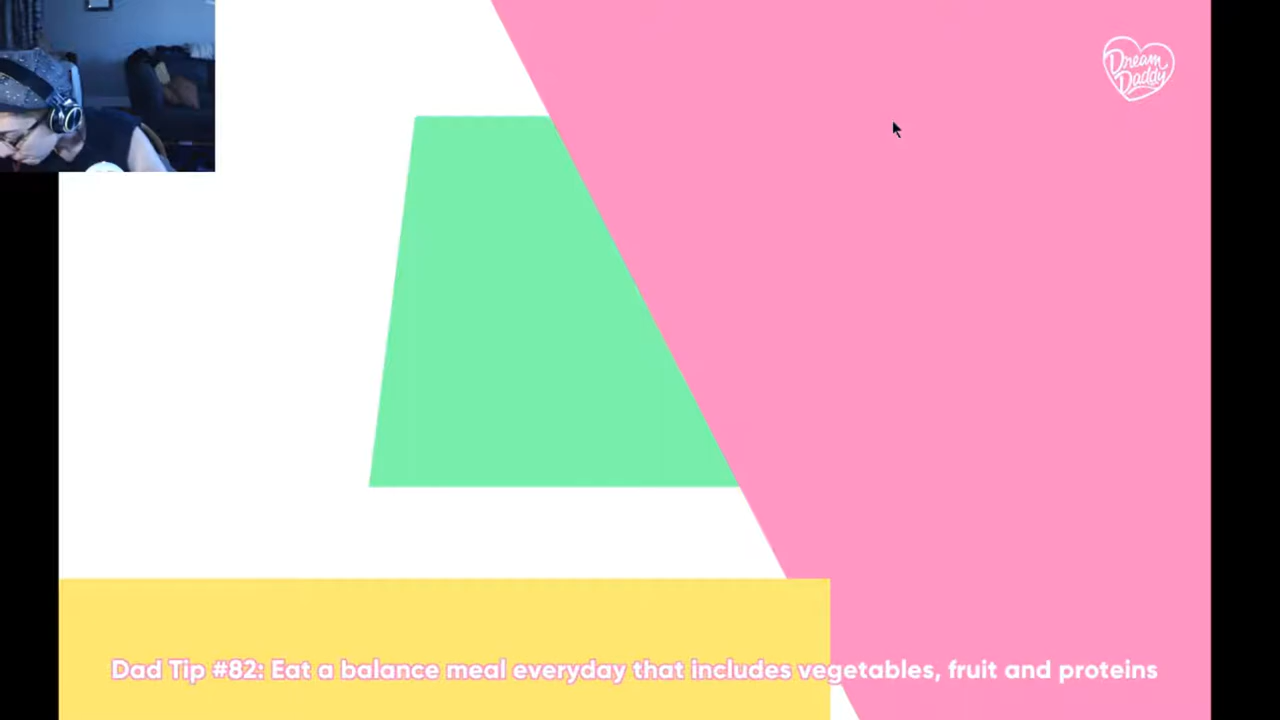 Dream
Daddy
Dad Tip #82: Eat a balance meal everyday that includes vegetables, fruit and proteins